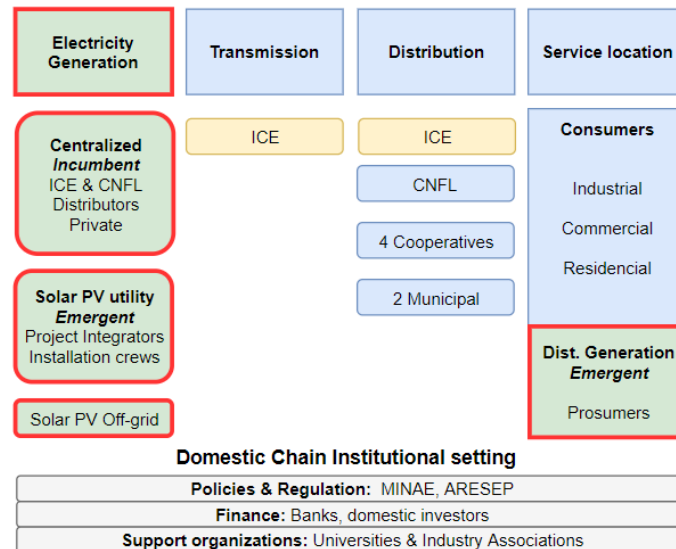 Electricity
Generation
Transmission
Distribution
Service location
Centralized
Incumbent
ICE & CNFL
Distributors
Private
Solar PV utility
Emergent
Project Integrators
Installation crews
Solar PV Off-grid
ICE
ICE
CNFL
4 Cooperatives
2 Municipal
Consumers
Industrial
Commercial
Residencial
Dist. Generation
Emergent
Prosumers
Domestic Chain Institutional setting
Policies & Regulation: MINAE, ARESEP
Finance: Banks, domestic investors
Support organizations: Universities & Industry Associations